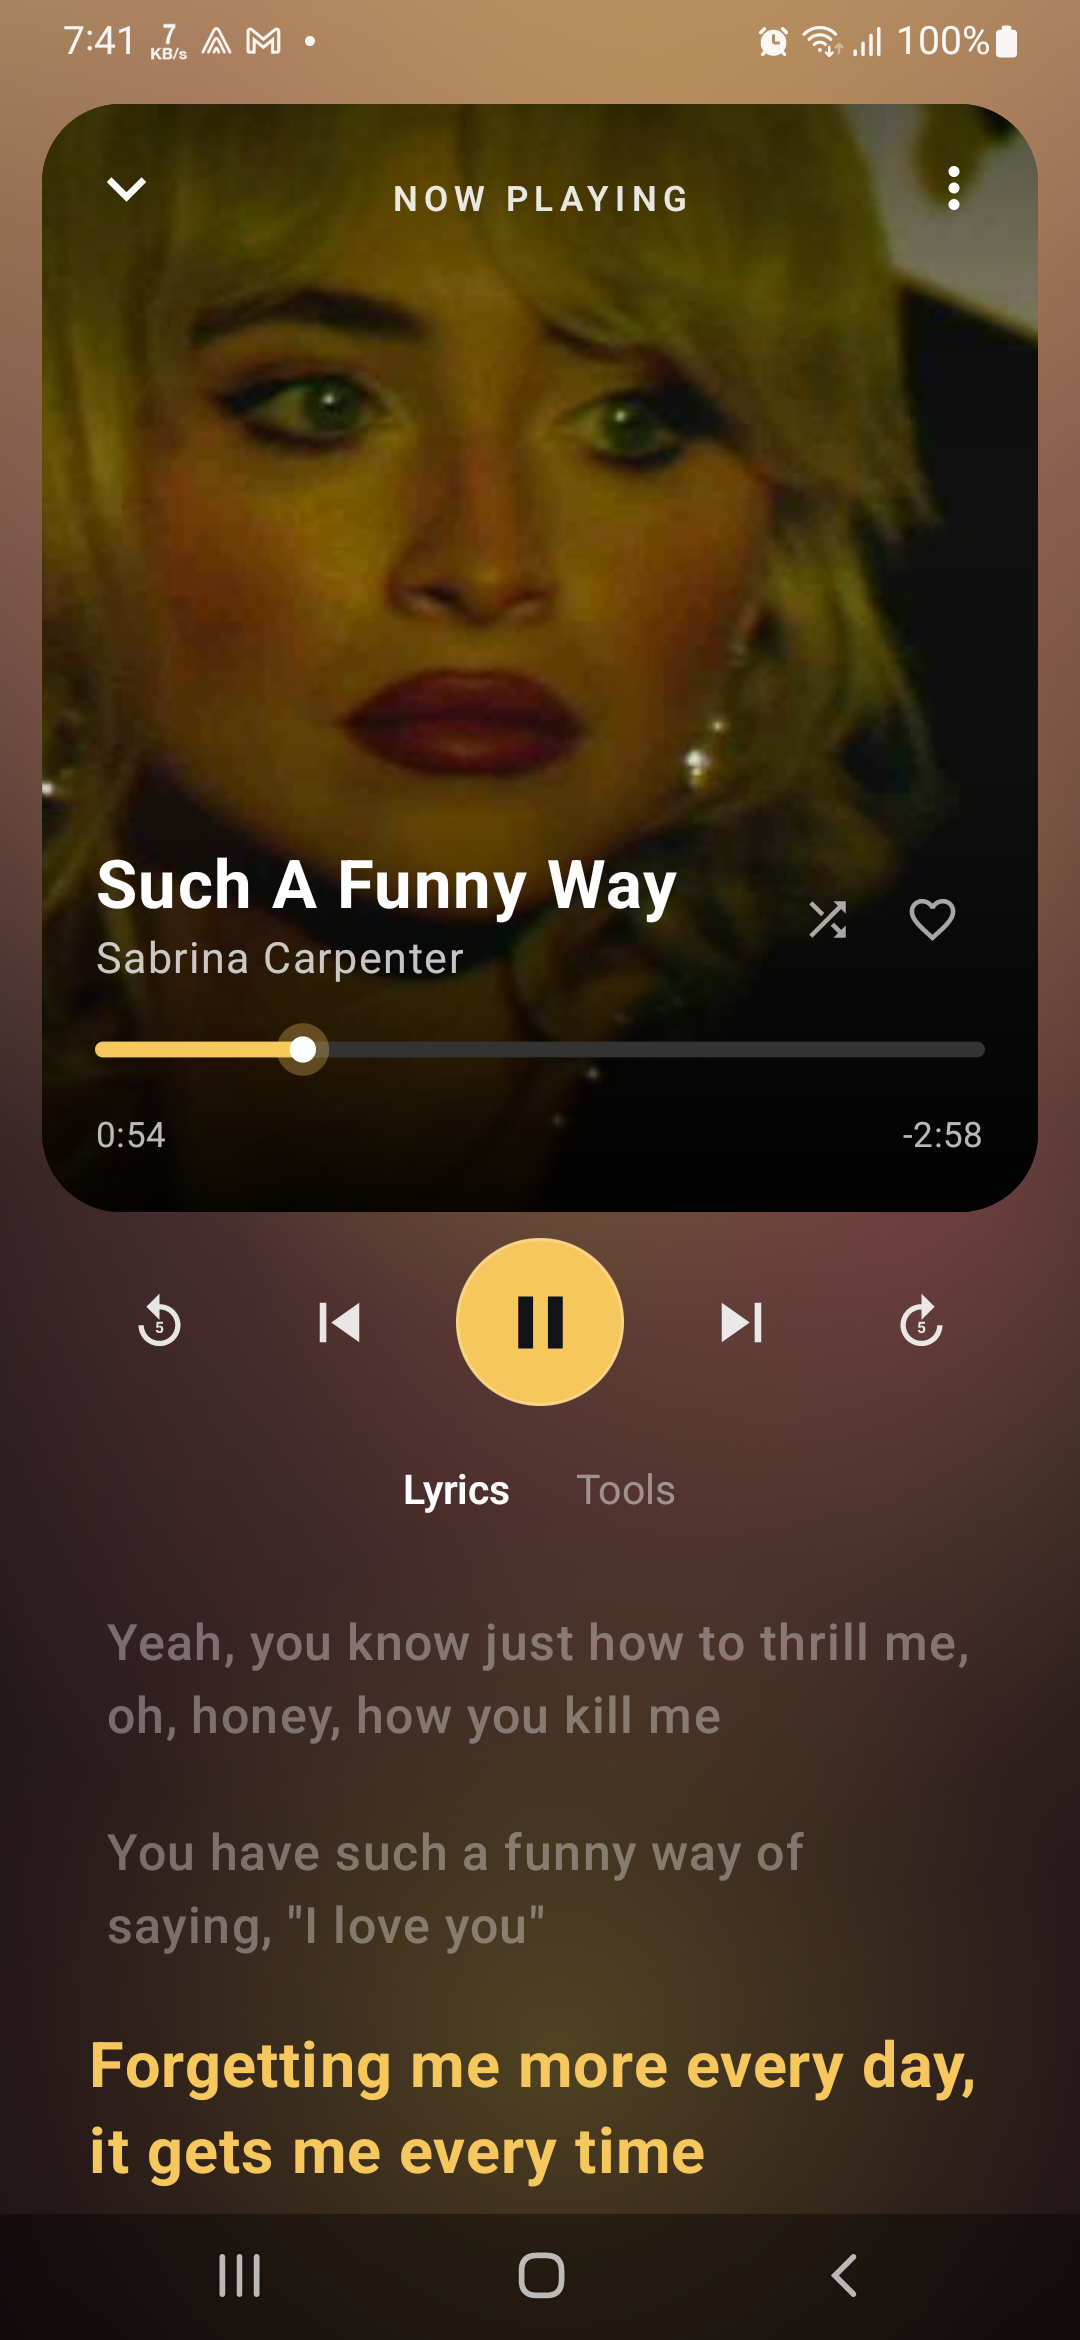 7:41 7 KB/s 100%
NOW PLAYING
Such A Funny Way
Sabrina Carpenter
0:54 -2:58
5 5
Lyrics Tools
Yeah, you know just how to thrill me,
oh, honey, how you kill me
You have such a funny way of
saying, "I love you"
Forgetting me more every day,
it gets me every time